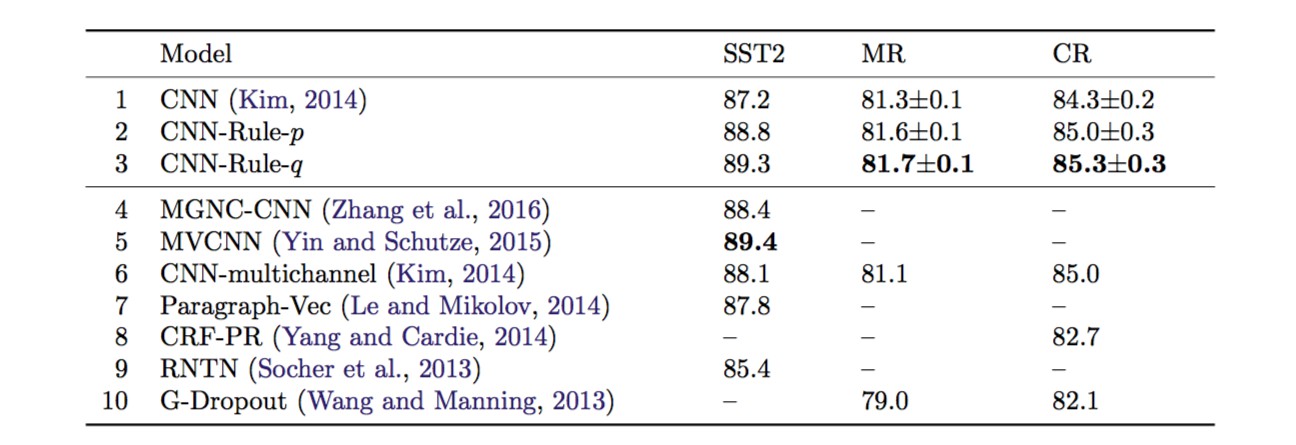 Model SST2 MR CR
1 CNN (Kim, 2014) 87.2 81.3±0.1 84.3±0.2
2 CNN-Rule-p 88.8 81.6±0.1 85.0±0.3
3 CNN-Rule-q 89.3 81.7±0.1 85.3±0.3
4 MGNC-CNN (Zhang et al., 2016) 88.4 – –
5 MVCNN (Yin and Schutze, 2015) 89.4 – –
6 CNN-multichannel (Kim, 2014) 88.1 81.1 85.0
7 Paragraph-Vec (Le and Mikolov, 2014) 87.8 – –
8 CRF-PR (Yang and Cardie, 2014) – – 82.7
9 RNTN (Socher et al., 2013) 85.4 – –
10 G-Dropout (Wang and Manning, 2013) – 79.0 82.1